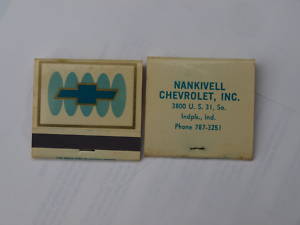 NANKIVELL
CHEVROLET, INC.
3800 U. S. 31, So.
Indpls., Ind.
Phone 787-3251